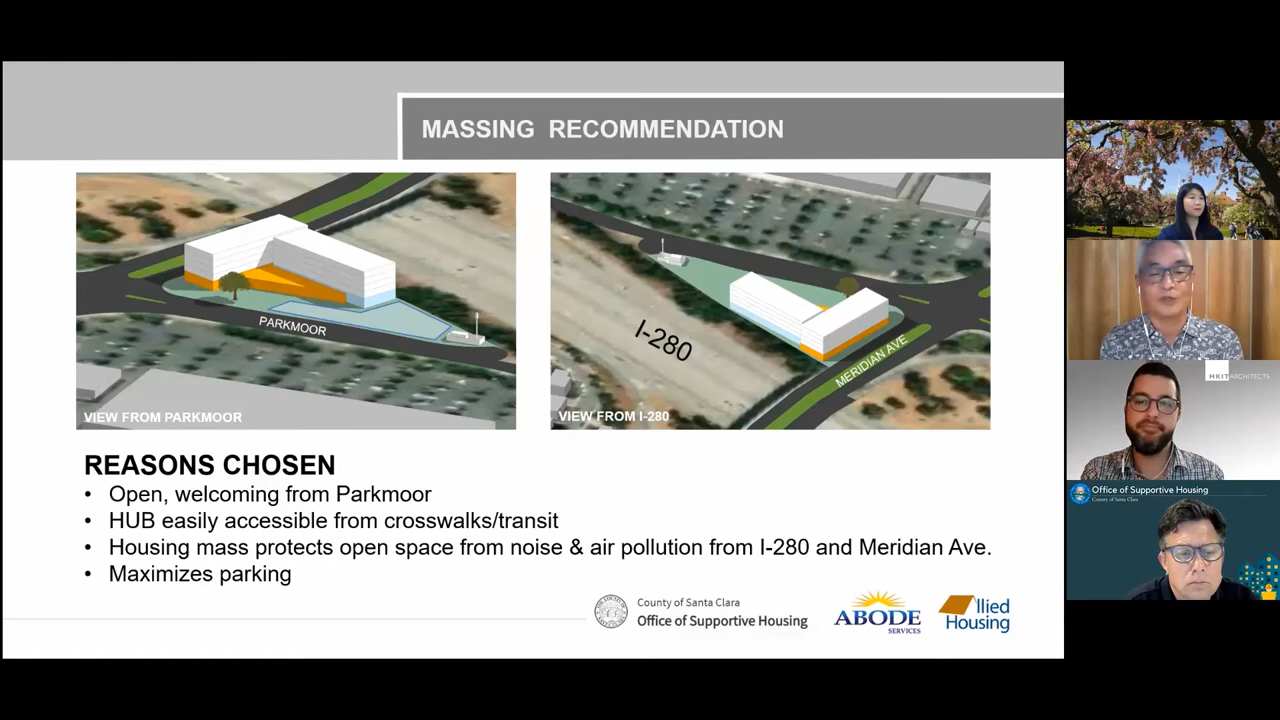 MASSING RECOMMENDATION
PARKMOOR
VIEW FROM PARKMOOR
I-280
MERIDIAN AVE
VIEW FROM I-280
REASONS CHOSEN
• Open, welcoming from Parkmoor
• HUB easily accessible from crosswalks/transit
• Housing mass protects open space from noise & air pollution from I-280 and Meridian Ave.
• Maximizes parking
County of Santa Clara
Office of Supportive Housing
ABODE
SERVICES
Allied
Housing
HKIT ARCHITECTS
Office of Supportive Housing
County of Santa Clara